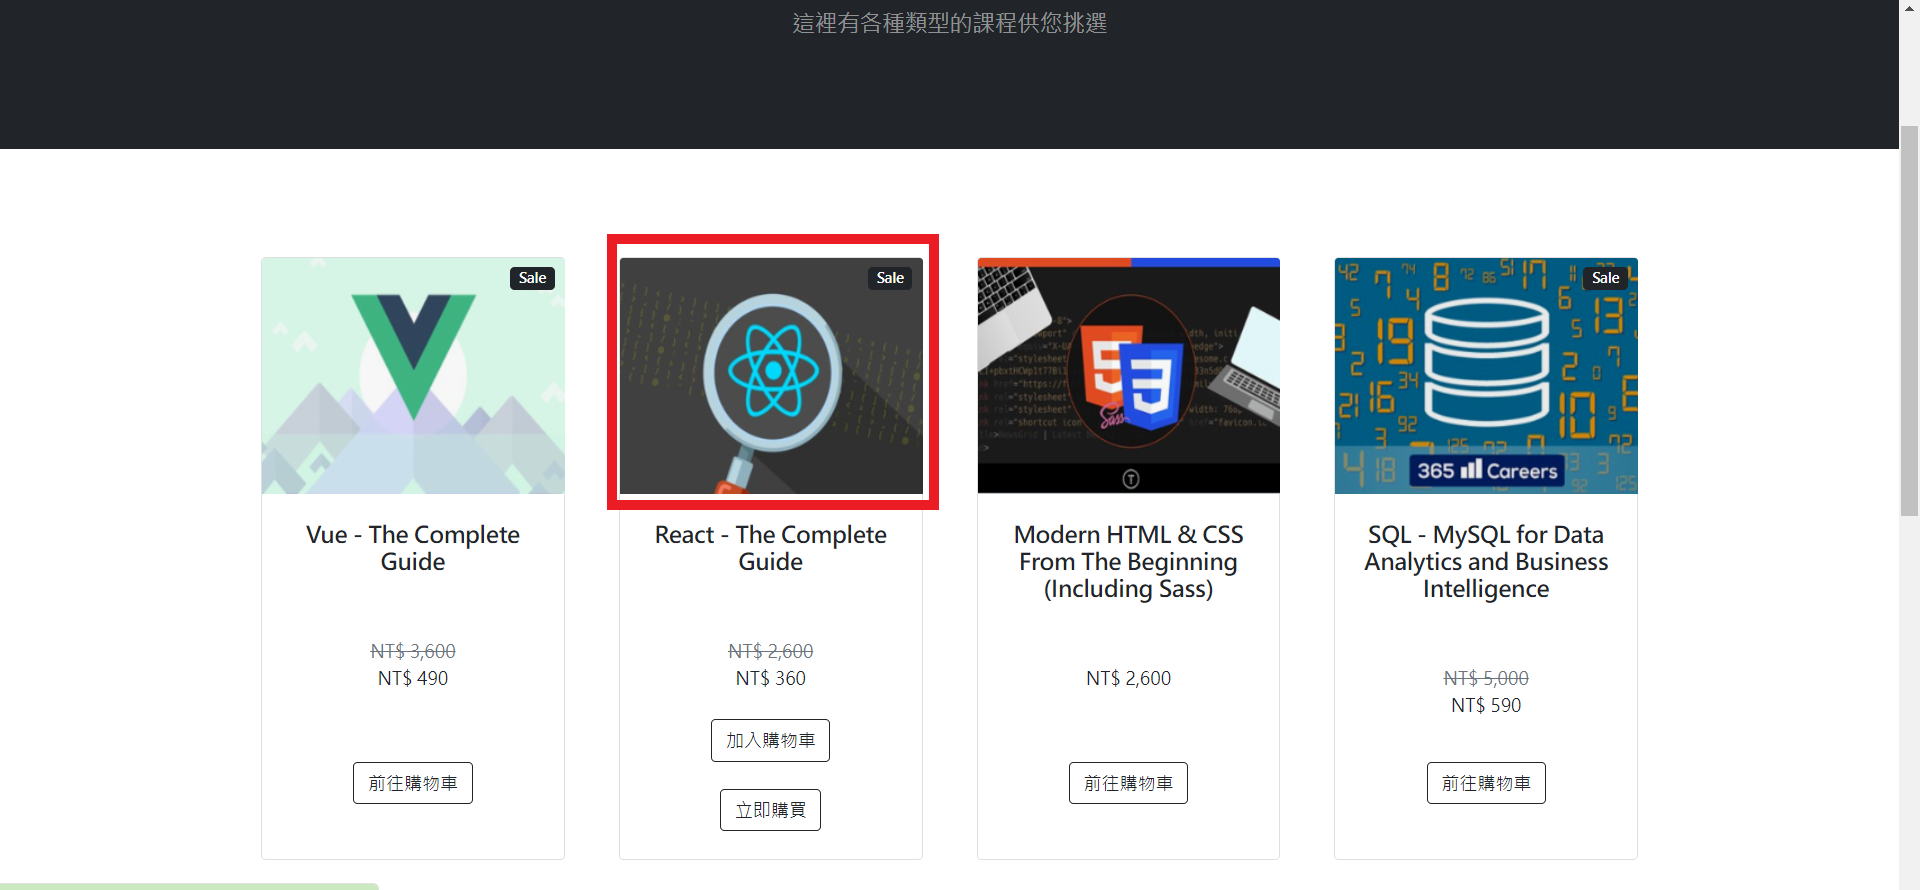 這裡有各種類型的課程供您挑選
Sale
Vue - The Complete
Guide
NT$ 3,600
NT$ 490
前往購物車
Sale
React - The Complete
Guide
NT$ 2,600
NT$ 360
加入購物車
立即購買
Modern HTML & CSS
From The Beginning
(Including Sass)
NT$ 2,600
前往購物車
Sale
365 Careers
SQL - MySQL for Data
Analytics and Business
Intelligence
NT$ 5,000
NT$ 590
前往購物車